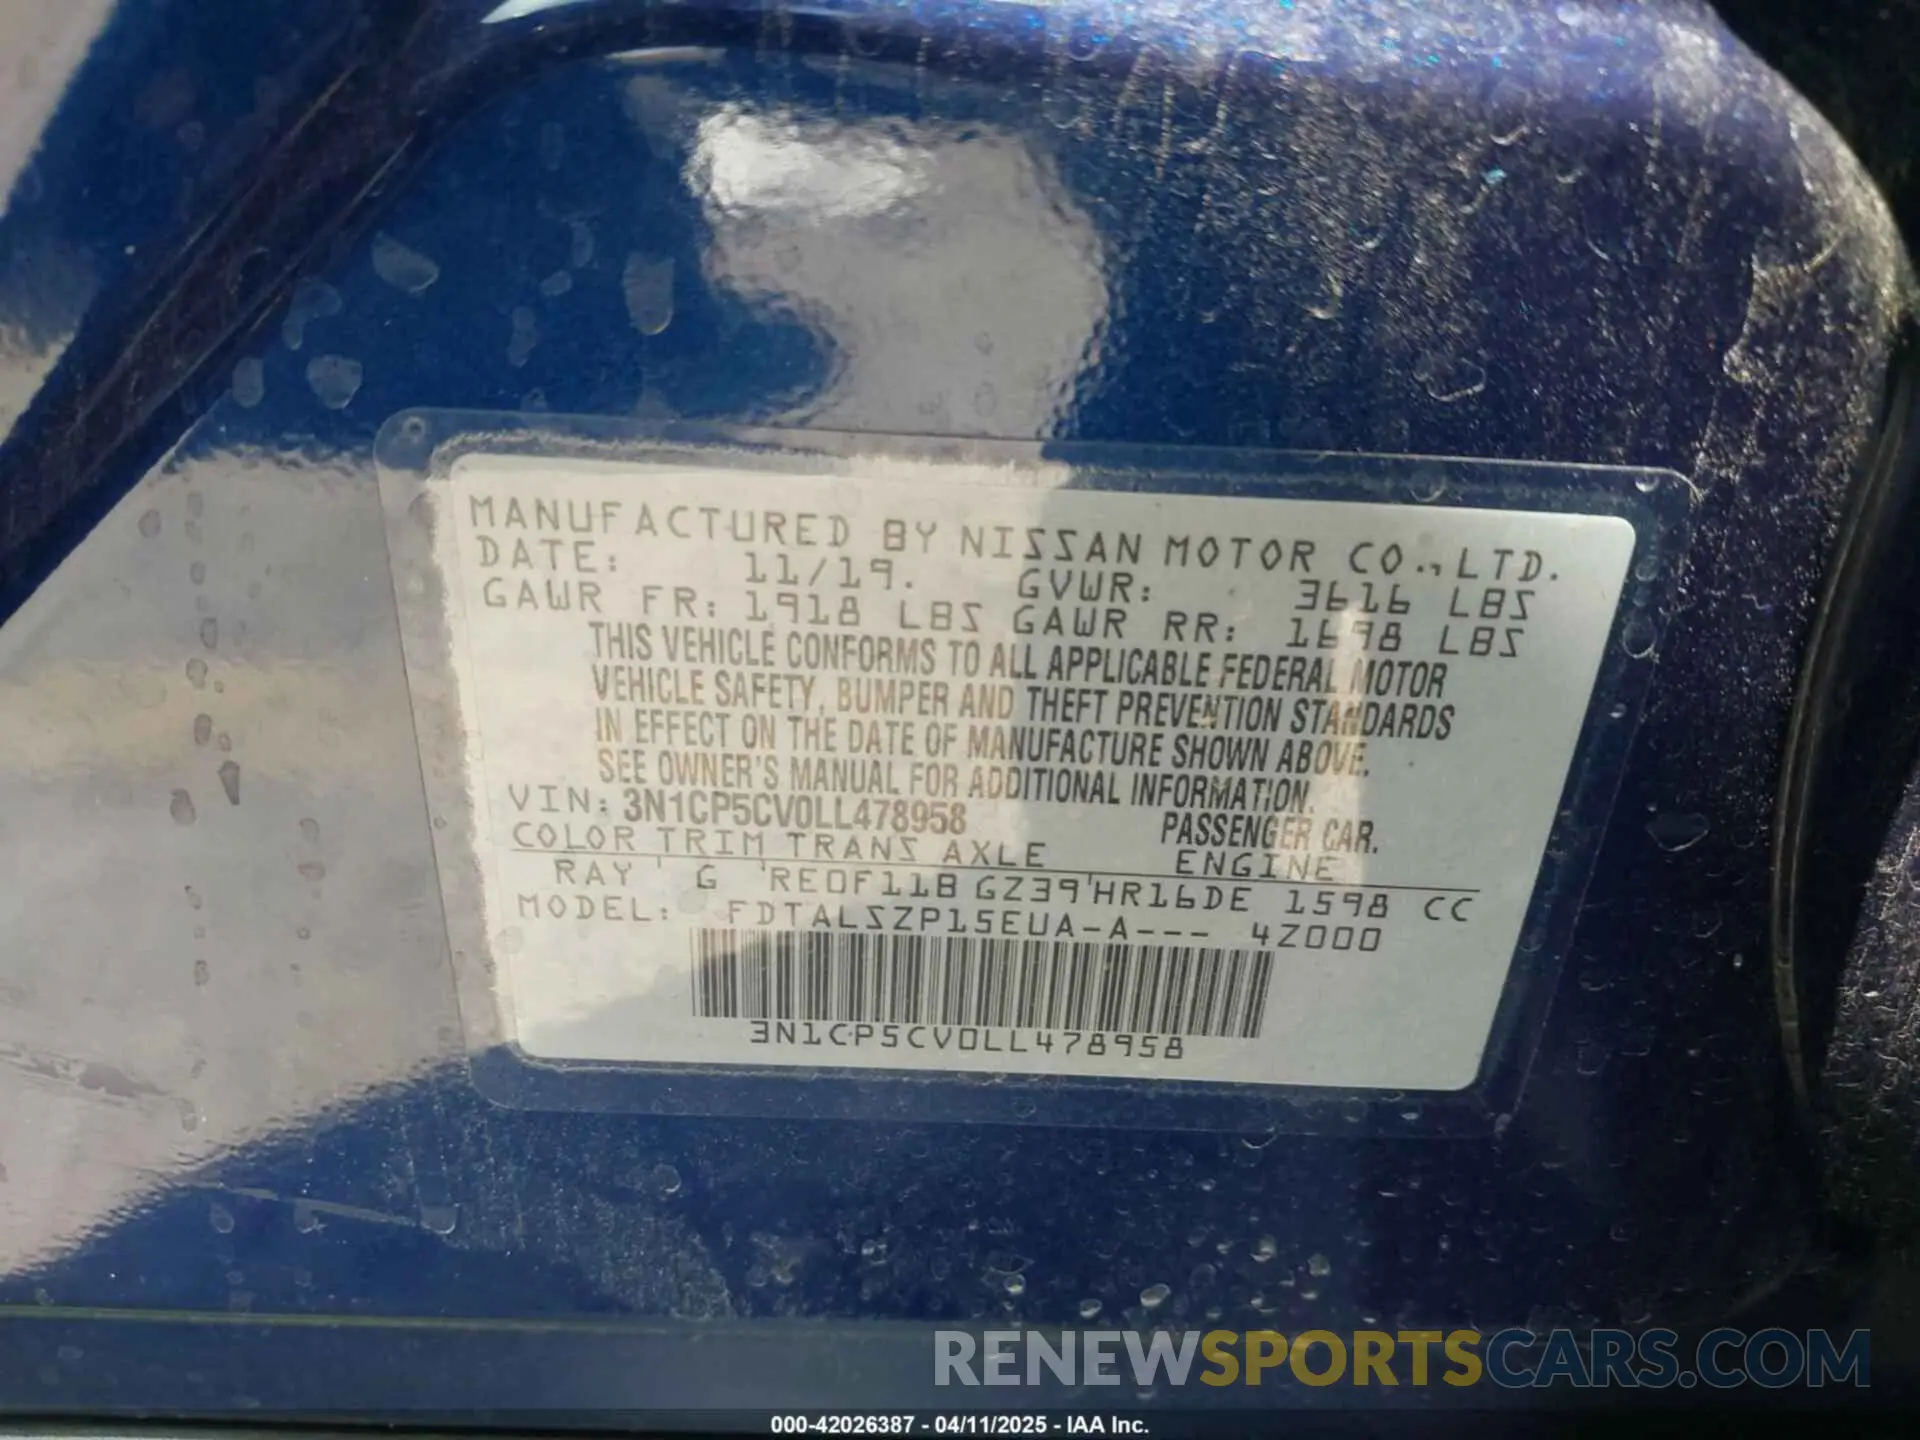 MANUFACTURED BY NISSAN MOTOR CO., LTD.
DATE: 11/19. GVWR: 3616 LBS
GAWR FR: 1918 LBS GAWR RR: 1698 LBS
THIS VEHICLE CONFORMS TO ALL APPLICABLE FEDERAL MOTOR
VEHICLE SAFETY, BUMPER AND THEFT PREVENTION STANDARDS
IN EFFECT ON THE DATE OF MANUFACTURE SHOWN ABOVE.
SEE OWNER'S MANUAL FOR ADDITIONAL INFORMATION.
VIN: 3N1CP5CV0LL478958 PASSENGER CAR.
COLOR TRIM TRANS AXLE ENGINE
RAY G RE0F11B GZ39 HR16DE 1598 CC
MODEL: FDTALSZP15EUA-A--- 4Z000
3N1CP5CV0LL478958
RENEWSPORTSCARS.COM
000-42026387 - 04/11/2025 - IAA Inc.